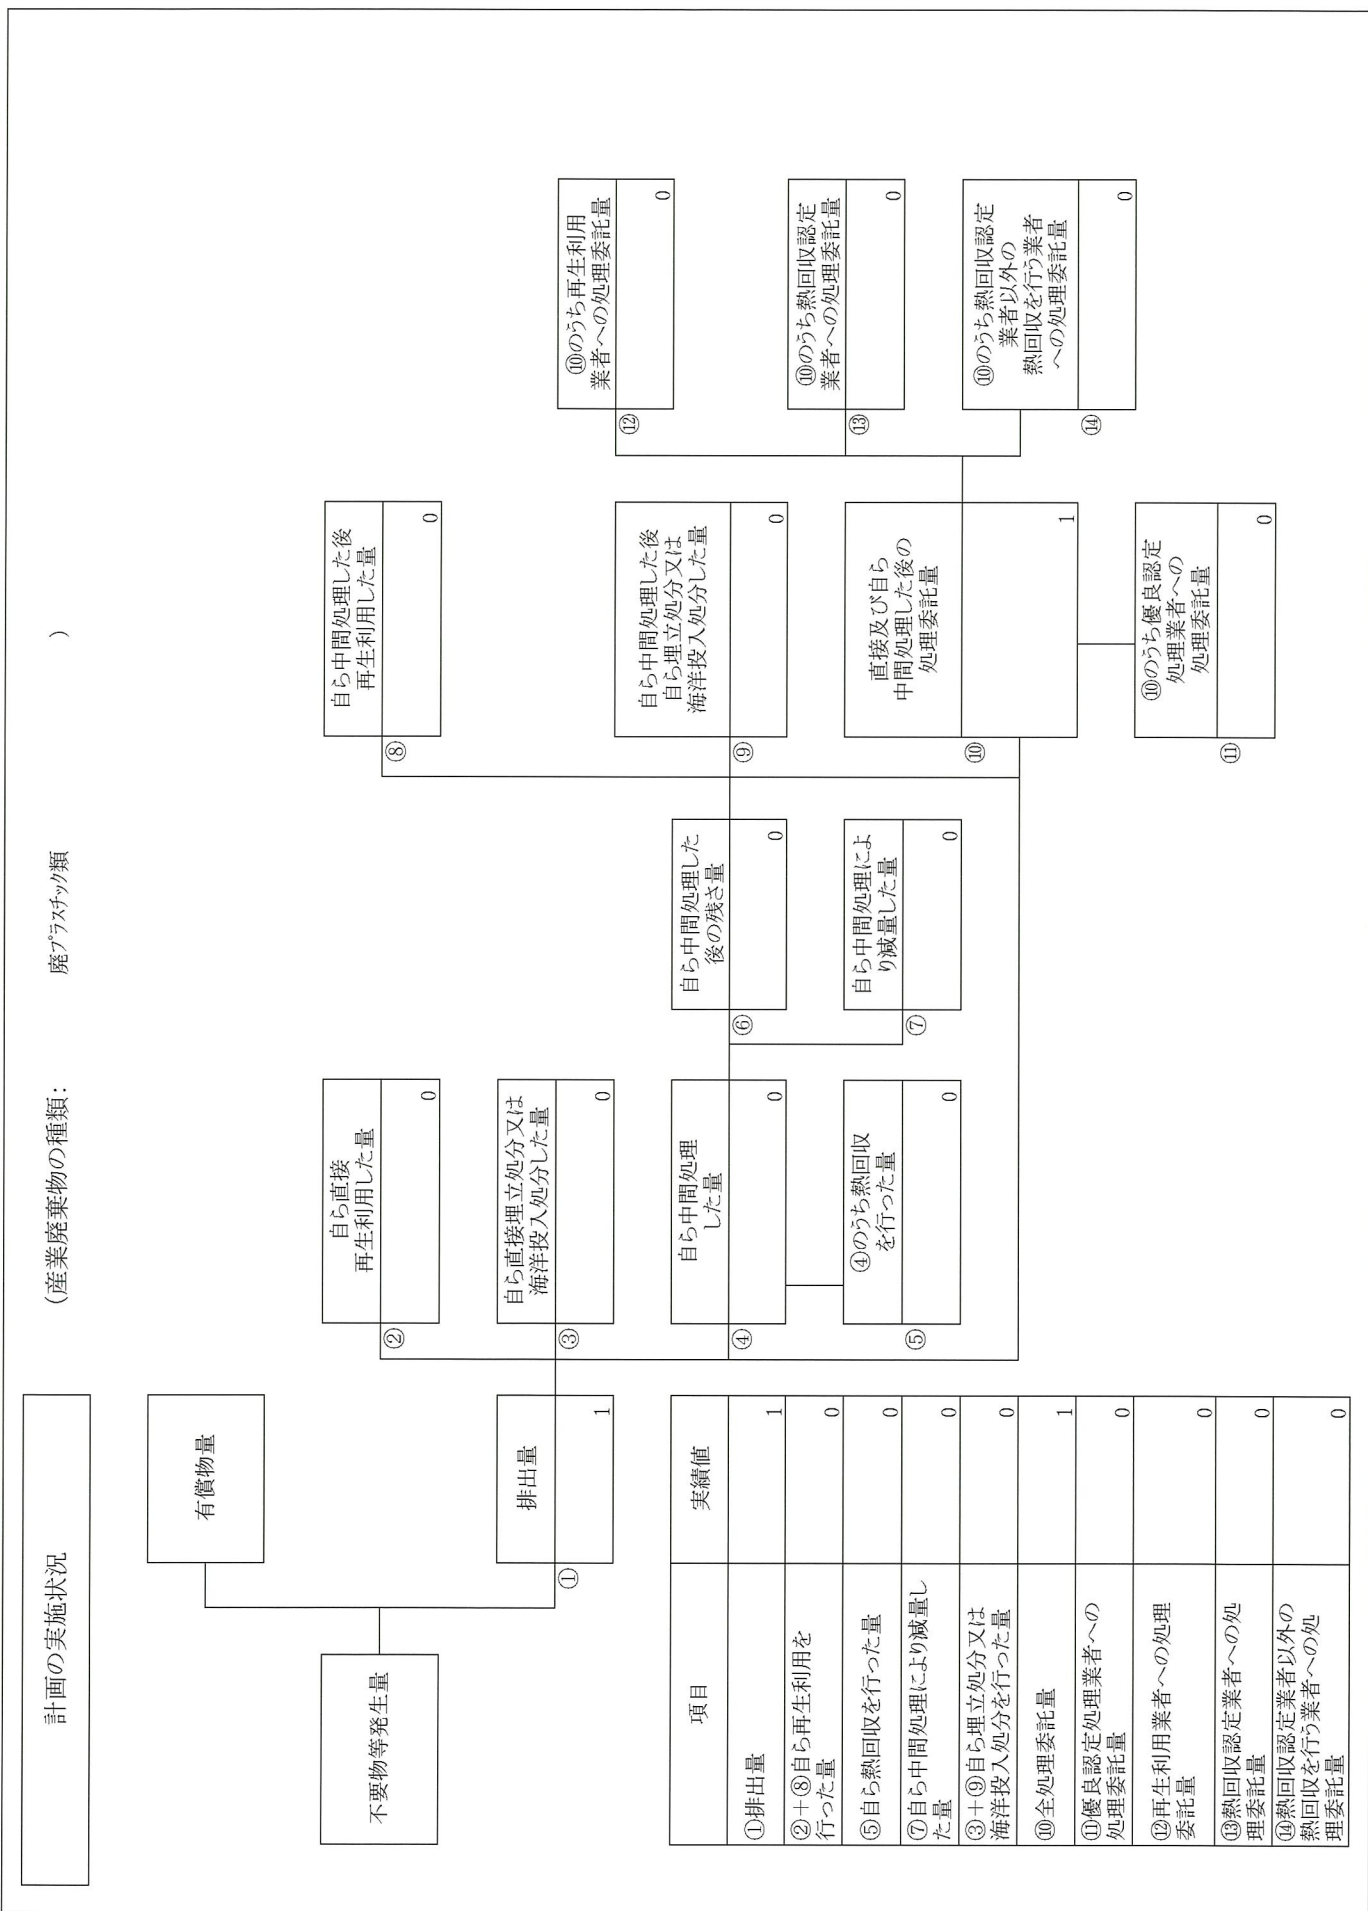 計画の実施状況
(産業廃棄物の種類: 廃プラスチック類 )
有償物量
不要物等発生量
①
排出量
1
②
自ら直接
再生利用した量
0
③
自ら直接埋立処分又は
海洋投入処分した量
0
④
自ら中間処理
した量
0
⑤
④のうち熱回収
を行った量
0
⑥
自ら中間処理した
後の残さ量
0
⑦
自ら中間処理によ
り減量した量
0
⑧
自ら中間処理した後
再生利用した量
0
⑨
自ら中間処理した後
自ら埋立処分又は
海洋投入処分した量
0
⑩
直接及び自ら
中間処理した後の
処理委託量
1
⑪
⑩のうち優良認定
処理業者への
処理委託量
0
⑫
⑩のうち再生利用
業者への処理委託量
0
⑬
⑩のうち熱回収認定
業者への処理委託量
0
⑭
⑩のうち熱回収認定
業者以外の
熱回収を行う業者
への処理委託量
0
項目 実績値
①排出量 1
②+⑧自ら再生利用を
行った量 0
⑤自ら熱回収を行った量 0
⑦自ら中間処理により減量し
た量 0
③+⑨自ら埋立処分又は
海洋投入処分を行った量 0
⑩全処理委託量 1
⑪優良認定処理業者への
処理委託量 0
⑫再生利用業者への処理
委託量 0
⑬熱回収認定業者への処
理委託量 0
⑭熱回収認定業者以外の
熱回収を行う業者への処
理委託量 0